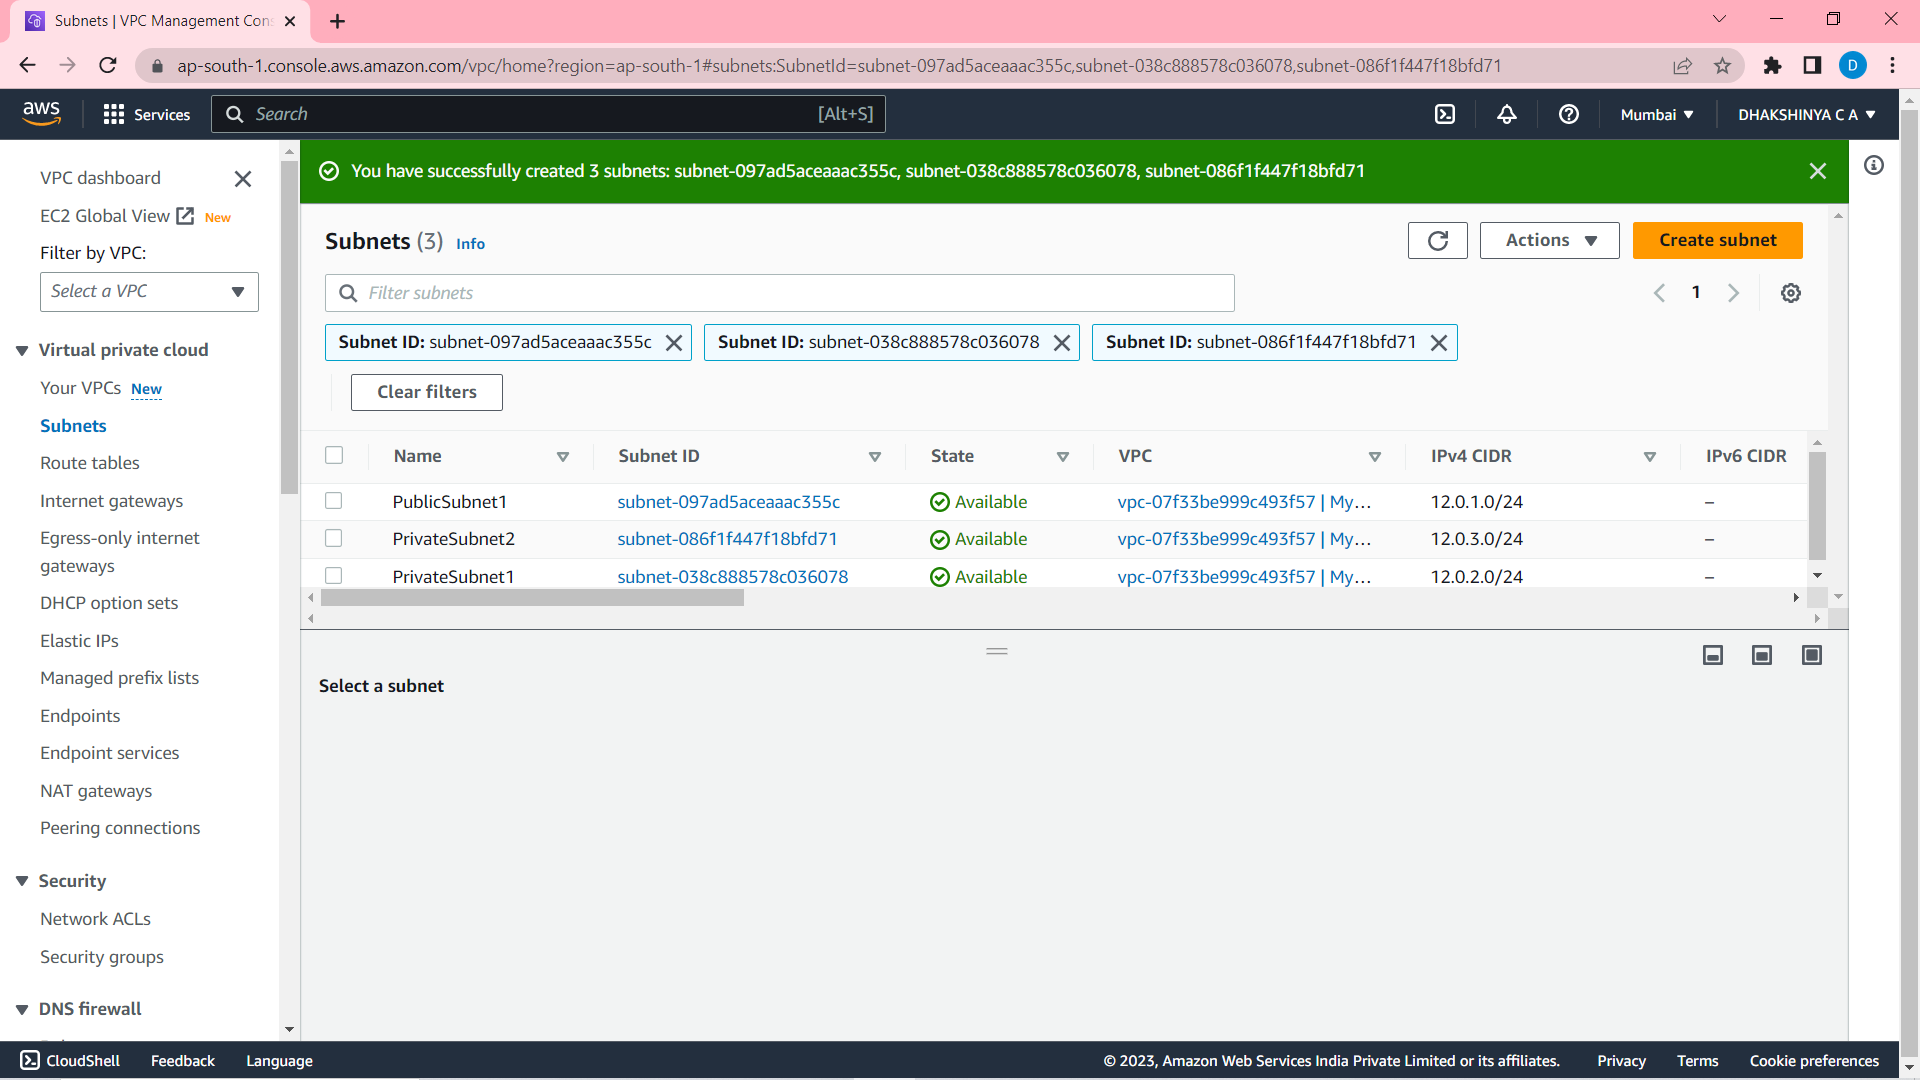 Subnets | VPC Management Cons
ap-south-1.console.aws.amazon.com/vpc/home?region=ap-south-1#subnets:SubnetId=subnet-097ad5aceaaac355c,subnet-038c888578c036078,subnet-086f1f447f18bfd71
D
aws
Services
Search
[Alt+S]
Mumbai
DHAKSHINYA C A
VPC dashboard
EC2 Global View New
Filter by VPC:
Select a VPC
Virtual private cloud
Your VPCs New
Subnets
Route tables
Internet gateways
Egress-only internet
gateways
DHCP option sets
Elastic IPs
Managed prefix lists
Endpoints
Endpoint services
NAT gateways
Peering connections
Security
Network ACLs
Security groups
DNS firewall
You have successfully created 3 subnets: subnet-097ad5aceaaac355c, subnet-038c888578c036078, subnet-086f1f447f18bfd71
Subnets (3) Info
Actions
Create subnet
Filter subnets
1
Subnet ID: subnet-097ad5aceaaac355c
Subnet ID: subnet-038c888578c036078
Subnet ID: subnet-086f1f447f18bfd71
Clear filters
Name Subnet ID State VPC IPv4 CIDR IPv6 CIDR
PublicSubnet1 subnet-097ad5aceaaac355c Available vpc-07f33be999c493f57 | My... 12.0.1.0/24 –
PrivateSubnet2 subnet-086f1f447f18bfd71 Available vpc-07f33be999c493f57 | My... 12.0.3.0/24 –
PrivateSubnet1 subnet-038c888578c036078 Available vpc-07f33be999c493f57 | My... 12.0.2.0/24 –
Select a subnet
CloudShell
Feedback
Language
© 2023, Amazon Web Services India Private Limited or its affiliates.
Privacy
Terms
Cookie preferences